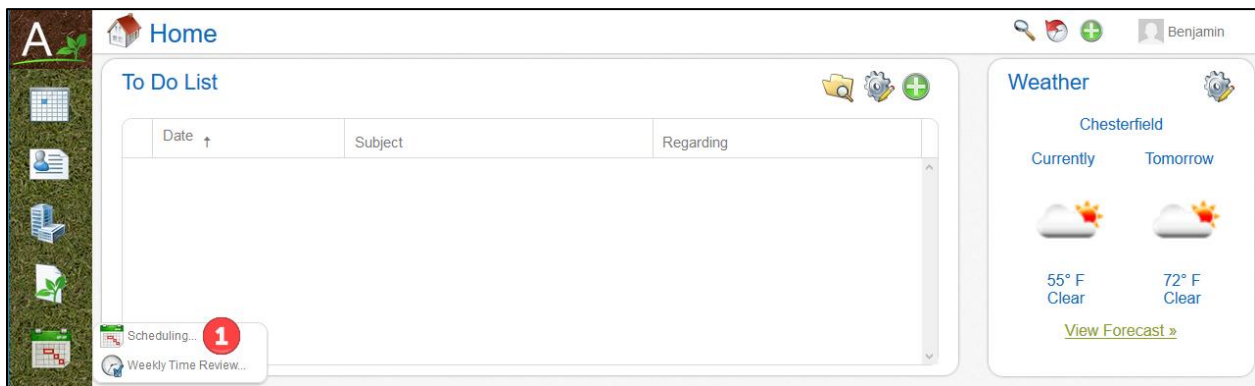 A
Home
Benjamin
To Do List
Date
Subject
Regarding
Scheduling...
1
Weekly Time Review...
Weather
Chesterfield
Currently
Tomorrow
55° F
72° F
Clear
Clear
View Forecast »